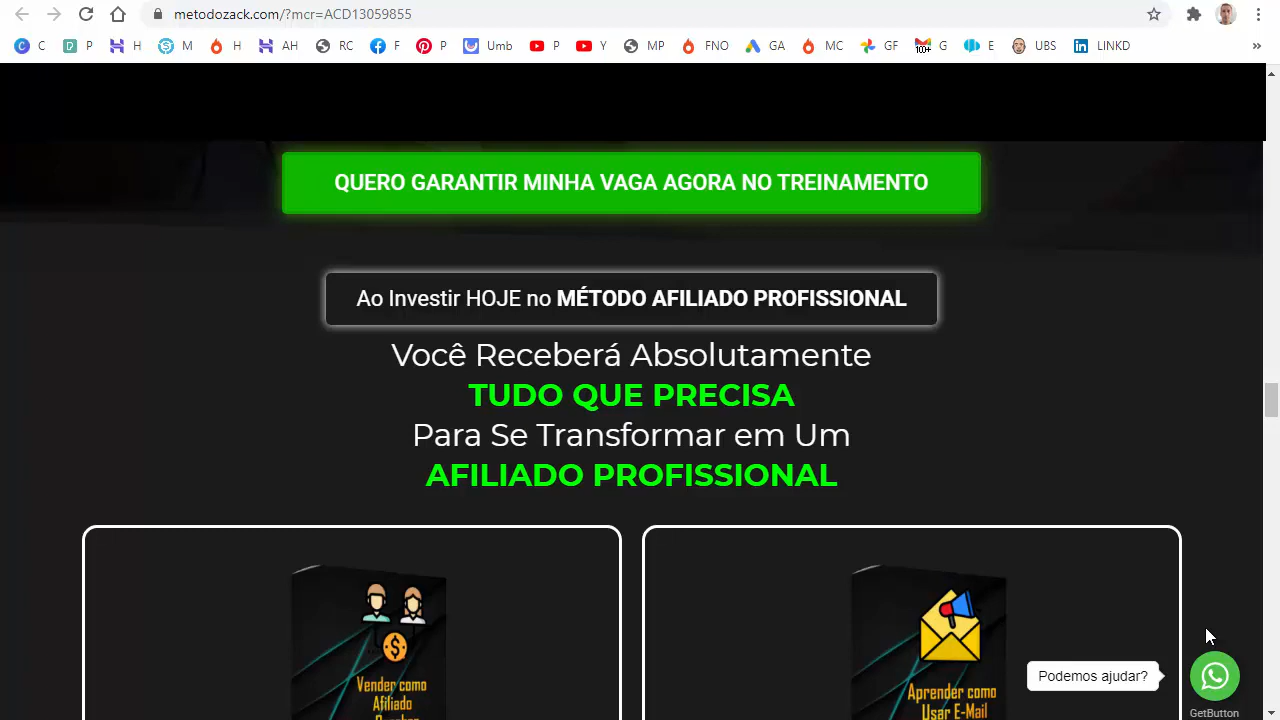 metodozack.com/?mcr=ACD13059855
C P H M H AH RC F P Umb P Y MP FNO GA MC GF G E UBS LINKD »
QUERO GARANTIR MINHA VAGA AGORA NO TREINAMENTO
Ao Investir HOJE no MÉTODO AFILIADO PROFISSIONAL
Você Receberá Absolutamente
TUDO QUE PRECISA
Para Se Transformar em Um
AFILIADO PROFISSIONAL
Vender como
Afiliado
Aprender como
Usar E-Mail
Podemos ajudar?
GetButton